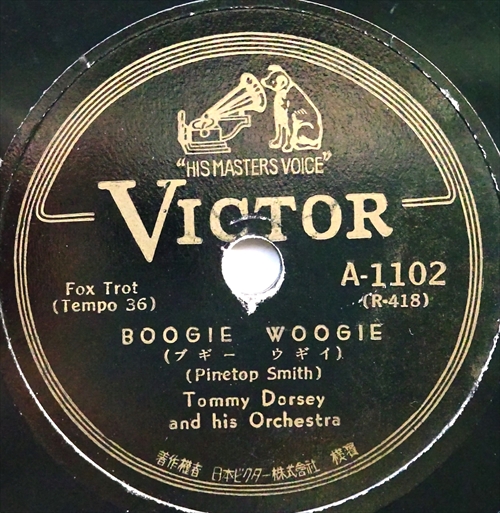 "HIS MASTERS VOICE"
VICTOR
Fox Trot
(Tempo 36)
A-1102
(R-418)
BOOGIE WOOGIE
(ブギー ウギイ)
(Pinetop Smith)
Tommy Dorsey
and his Orchestra
著作権者 日本ビクター株式会社